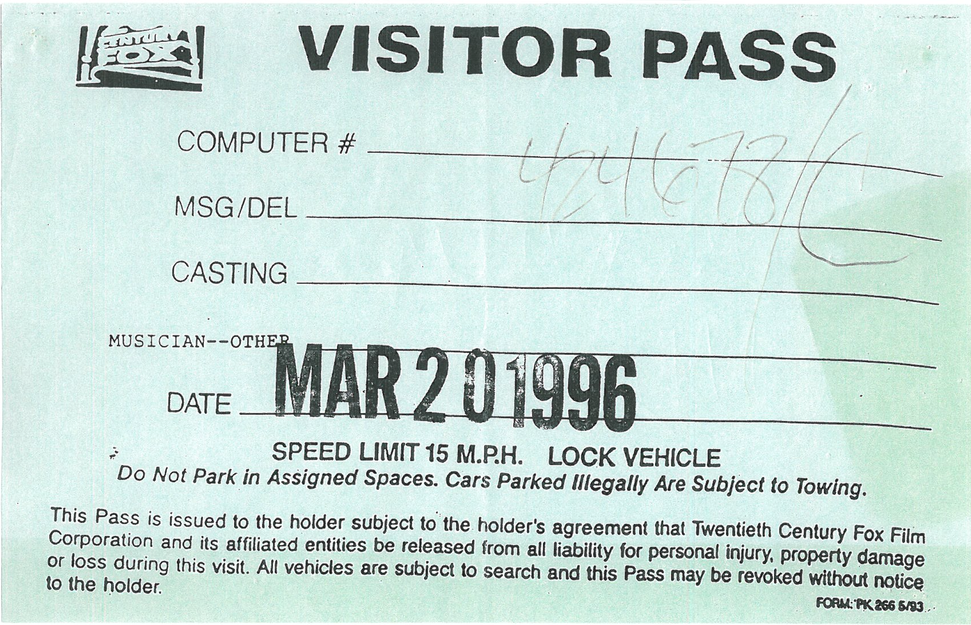 CENTURY
FOX
VISITOR PASS
COMPUTER # 424678/C
MSG/DEL
CASTING
MUSICIAN--OTHER
DATE MAR 20 1996
SPEED LIMIT 15 M.P.H. LOCK VEHICLE
Do Not Park in Assigned Spaces. Cars Parked Illegally Are Subject to Towing.
This Pass is issued to the holder subject to the holder's agreement that Twentieth Century Fox Film
Corporation and its affiliated entities be released from all liability for personal injury, property damage
or loss during this visit. All vehicles are subject to search and this Pass may be revoked without notice
to the holder.
FORM: PK 266 5/93